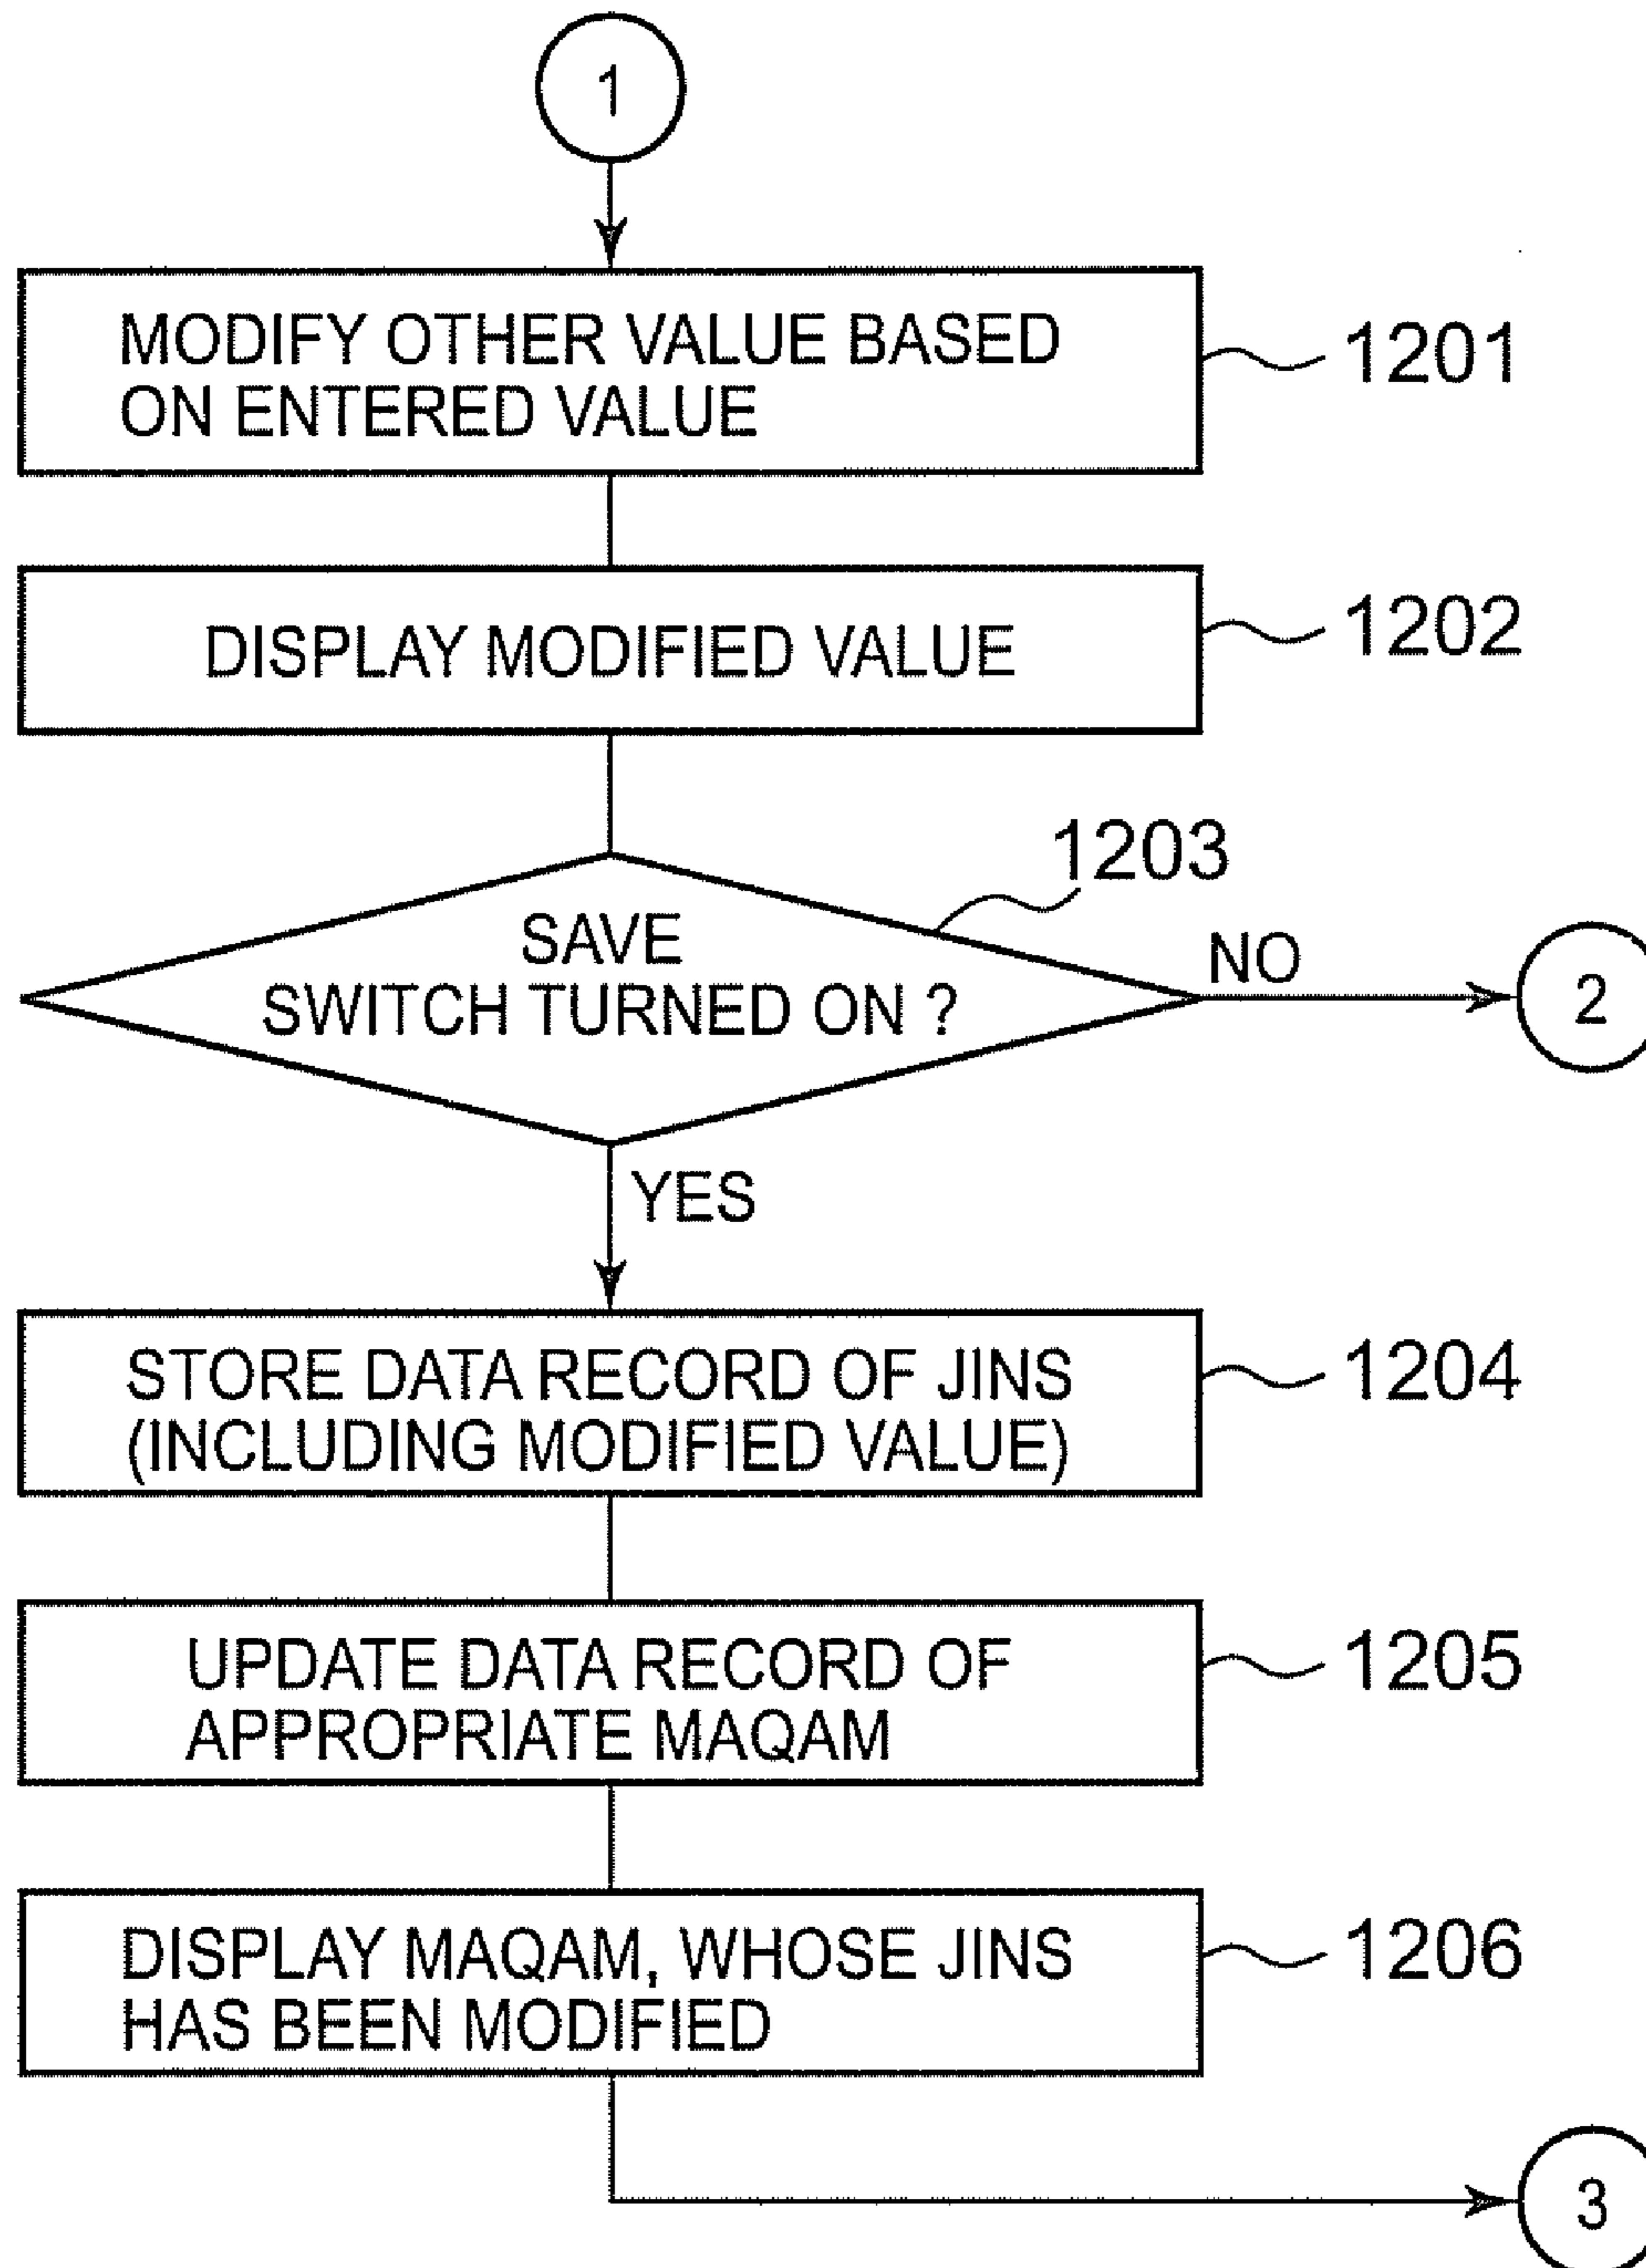 1
MODIFY OTHER VALUE BASED
ON ENTERED VALUE
1201
DISPLAY MODIFIED VALUE
1202
1203
SAVE
SWITCH TURNED ON ?
NO
2
YES
STORE DATA RECORD OF JINS
(INCLUDING MODIFIED VALUE)
1204
UPDATE DATA RECORD OF
APPROPRIATE MAQAM
1205
DISPLAY MAQAM, WHOSE JINS
HAS BEEN MODIFIED
1206
3